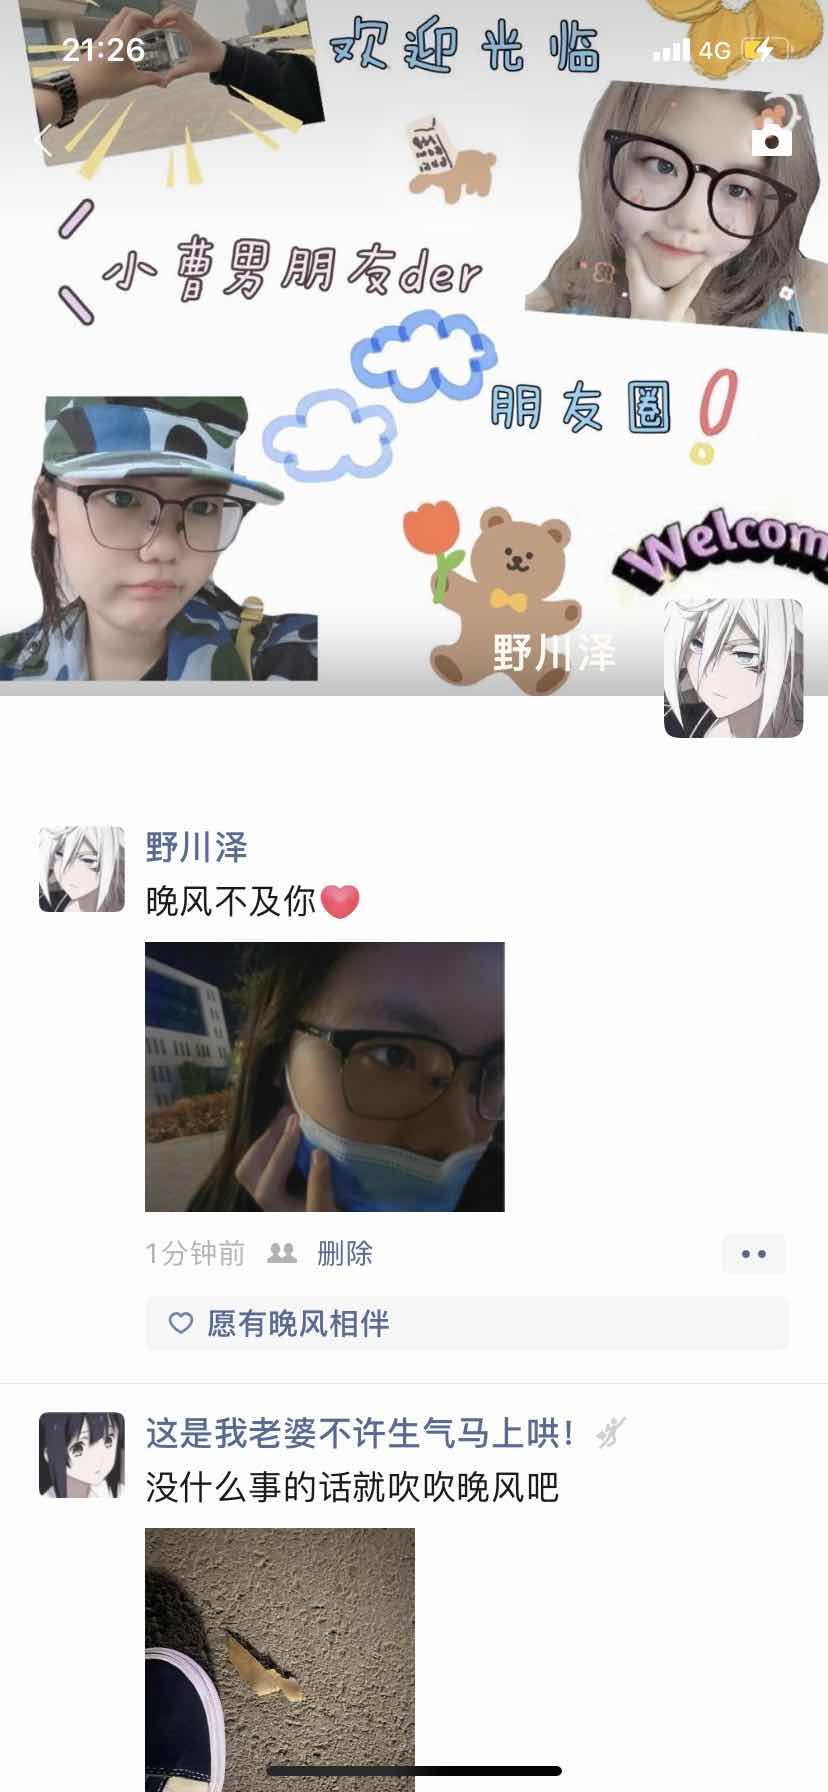 21:26
4G
欢迎光临
小曹男朋友der
朋友圈!
Welcom
野川泽
野川泽
晚风不及你❤
1分钟前 删除
愿有晚风相伴
这是我老婆不许生气马上哄!
没什么事的话就吹吹晚风吧